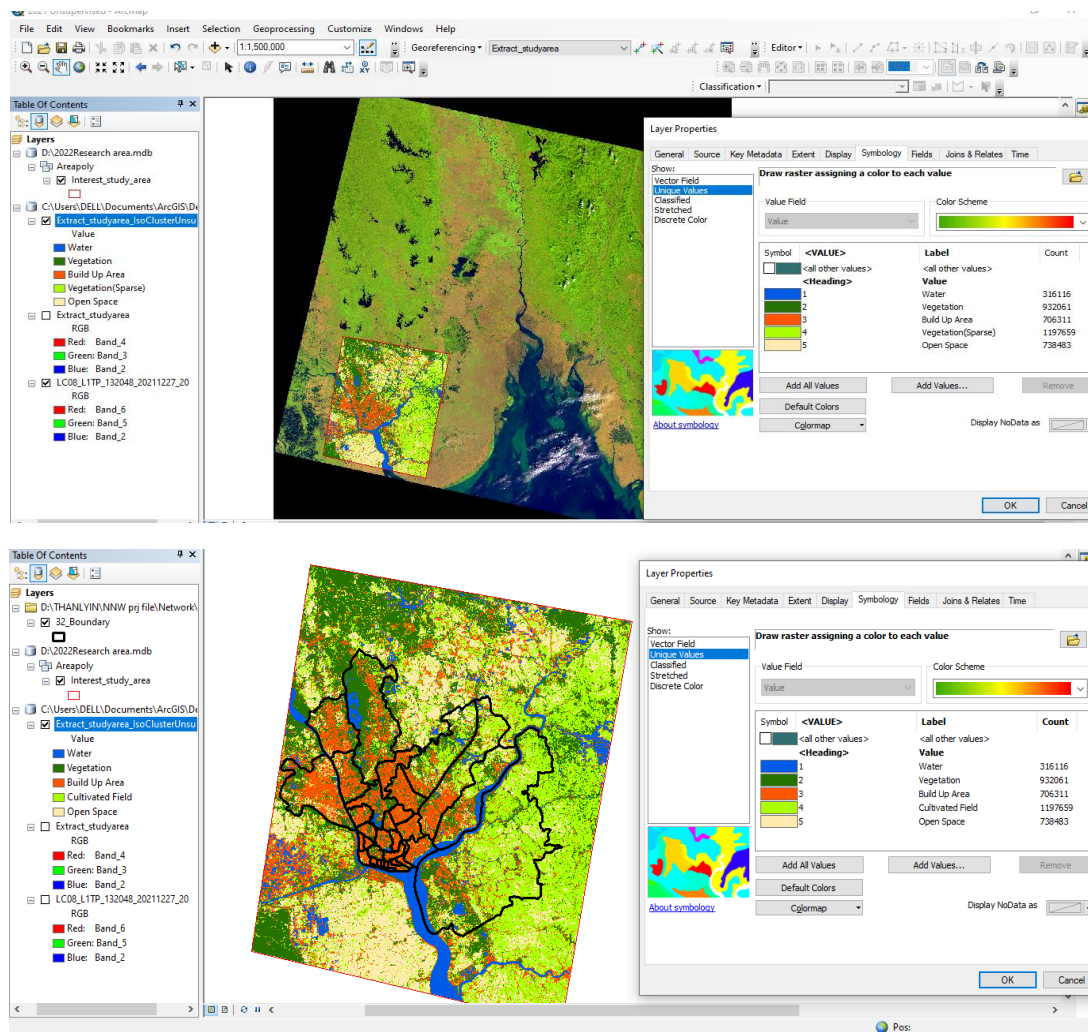 2021 Unsupervised - ArcMap
File Edit View Bookmarks Insert Selection Geoprocessing Customize Windows Help
1:1,500,000 Georeferencing Extract_studyarea Editor
Classification
Table Of Contents
Layers
D:\2022Research area.mdb
Areapoly
Interest_study_area
C:\Users\DELL\Documents\ArcGIS\De
Extract_studyarea_IsoClusterUnsu
Value
Water
Vegetation
Build Up Area
Vegetation(Sparse)
Open Space
Extract_studyarea
RGB
Red: Band_4
Green: Band_3
Blue: Band_2
LC08_L1TP_132048_20211227_20
RGB
Red: Band_6
Green: Band_5
Blue: Band_2
Layer Properties
General Source Key Metadata Extent Display Symbology Fields Joins & Relates Time
Show:
Vector Field
Unique Values
Classified
Stretched
Discrete Color
About symbology
Draw raster assigning a color to each value
Value Field Color Scheme
Value
Symbol <VALUE> Label Count
<all other values> <all other values>
<Heading> Value
1 Water 316116
2 Vegetation 932061
3 Build Up Area 706311
4 Vegetation(Sparse) 1197659
5 Open Space 738483
Add All Values Add Values... Remove
Default Colors
Colormap Display NoData as
OK Cancel
Table Of Contents
Layers
D:\THANLYIN\NNW prj file\Network\
32_Boundary
D:\2022Research area.mdb
Areapoly
Interest_study_area
C:\Users\DELL\Documents\ArcGIS\De
Extract_studyarea_IsoClusterUnsu
Value
Water
Vegetation
Build Up Area
Cultivated Field
Open Space
Extract_studyarea
RGB
Red: Band_4
Green: Band_3
Blue: Band_2
LC08_L1TP_132048_20211227_20
RGB
Red: Band_6
Green: Band_5
Blue: Band_2
Layer Properties
General Source Key Metadata Extent Display Symbology Fields Joins & Relates Time
Show:
Vector Field
Unique Values
Classified
Stretched
Discrete Color
About symbology
Draw raster assigning a color to each value
Value Field Color Scheme
Value
Symbol <VALUE> Label Count
<all other values> <all other values>
<Heading> Value
1 Water 316116
2 Vegetation 932061
3 Build Up Area 706311
4 Cultivated Field 1197659
5 Open Space 738483
Add All Values Add Values... Remove
Default Colors
Colormap Display NoData as
OK Cancel
Pos: